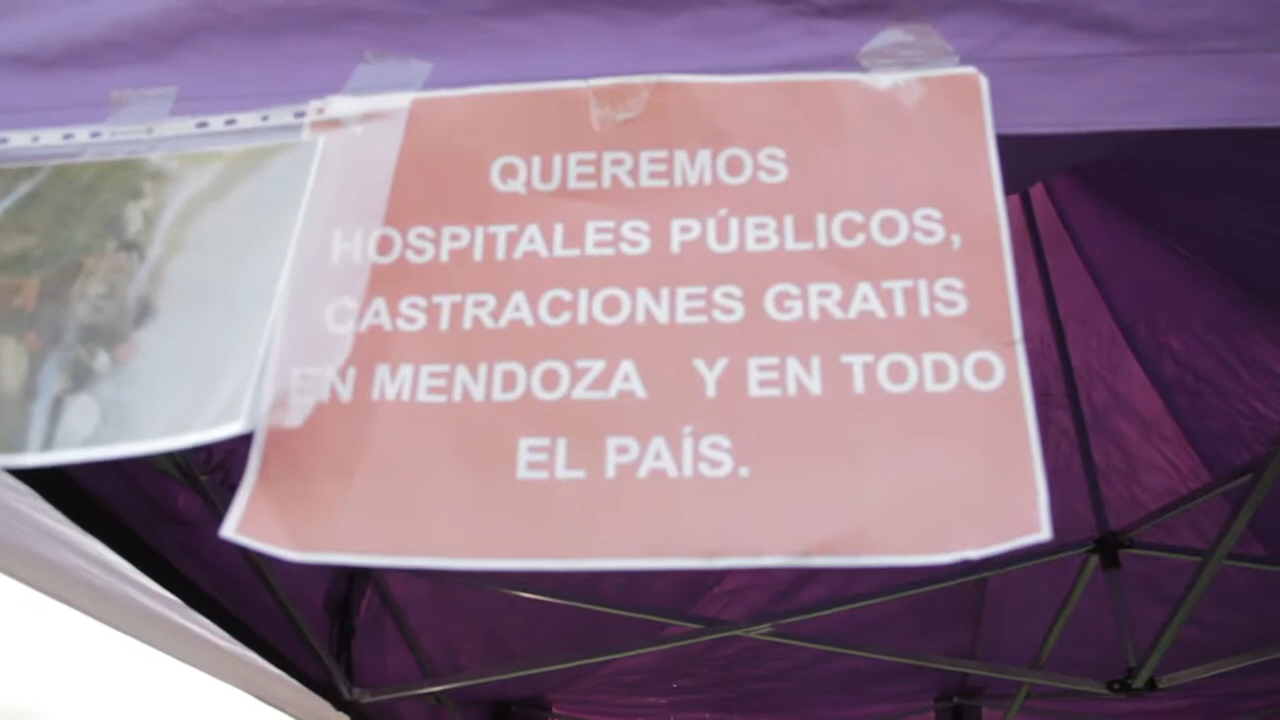 QUEREMOS
HOSPITALES PÚBLICOS,
CASTRACIONES GRATIS
EN MENDOZA Y EN TODO
EL PAÍS.